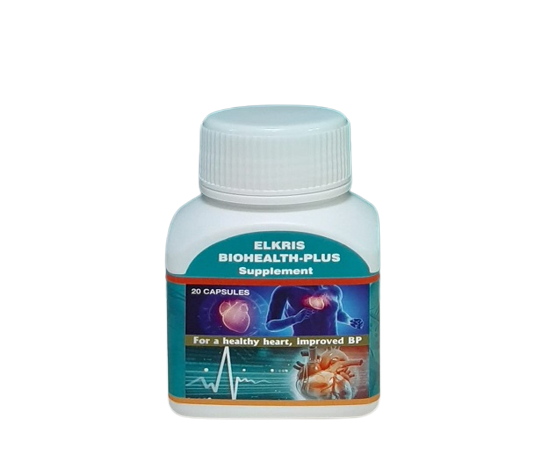 ELKRIS
BIOHEALTH-PLUS
Supplement
20 CAPSULES
For a healthy heart, improved BP